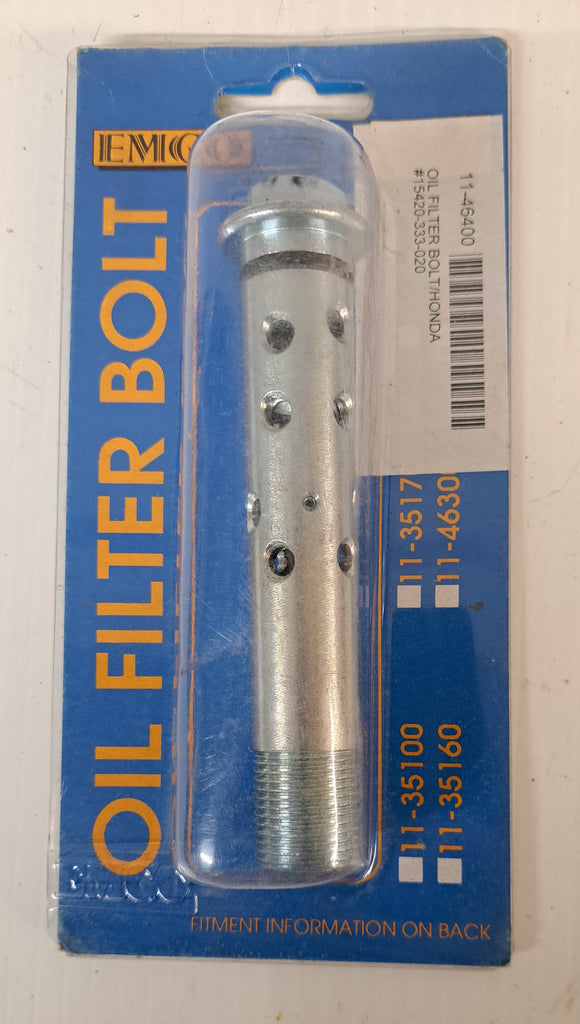 EMGO
OIL FILTER BOLT
11-46400
OIL FILTER BOLT/HONDA
#15420-333-020
11-3517
11-4630
11-35100
11-35160
FITMENT INFORMATION ON BACK